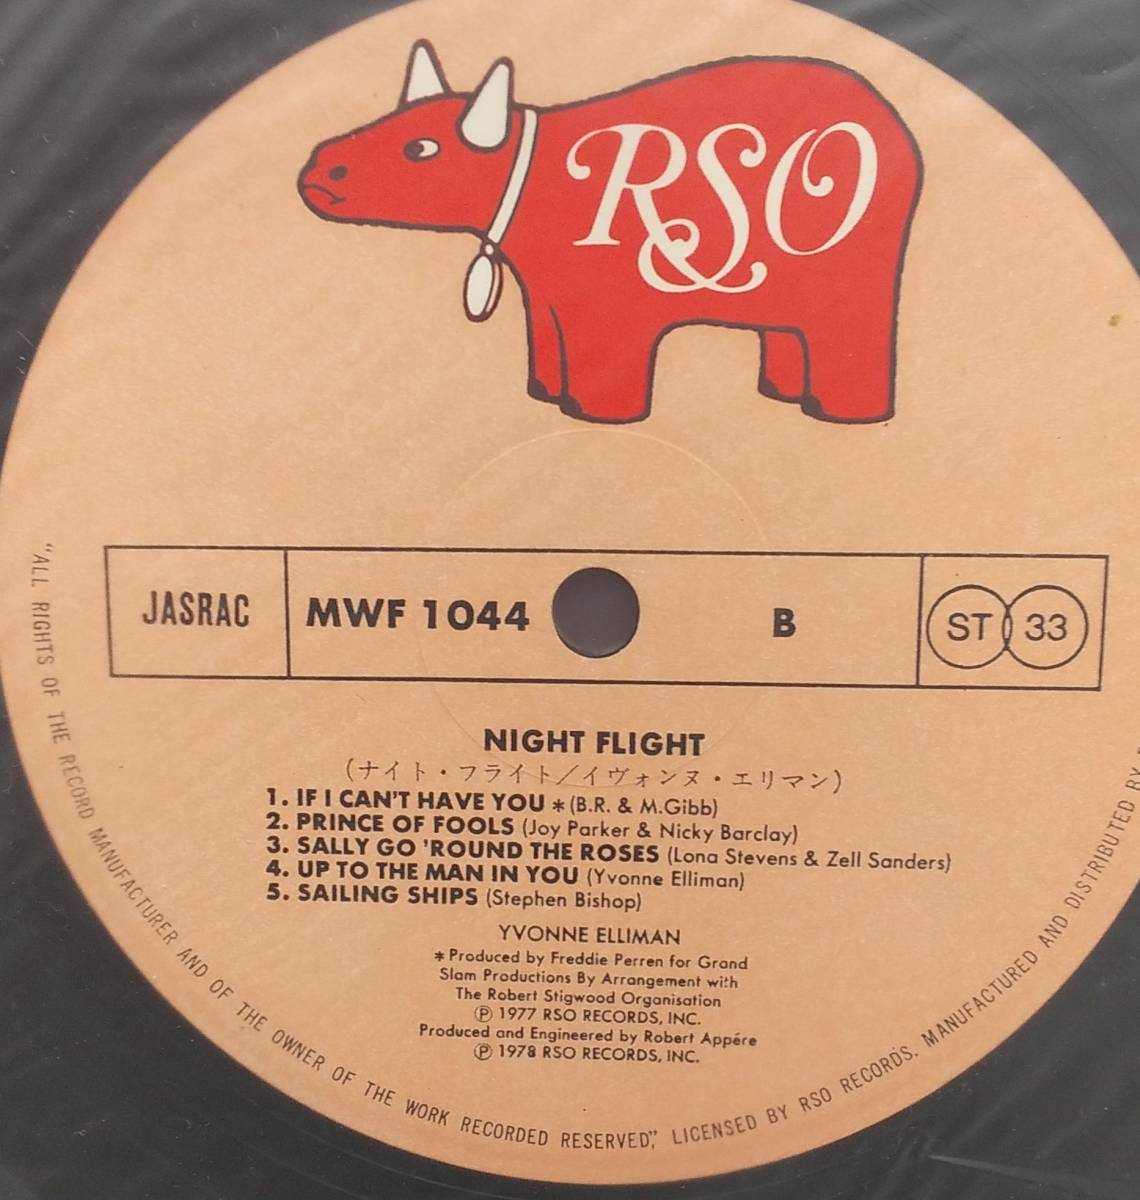 RSO
JASRAC
MWF 1044
B
ST 33
NIGHT FLIGHT
(ナイト・フライト/イヴォンヌ・エリマン)
1. IF I CAN'T HAVE YOU * (B.R. & M.Gibb)
2. PRINCE OF FOOLS (Joy Parker & Nicky Barclay)
3. SALLY GO 'ROUND THE ROSES (Lona Stevens & Zell Sanders)
4. UP TO THE MAN IN YOU (Yvonne Elliman)
5. SAILING SHIPS (Stephen Bishop)
YVONNE ELLIMAN
* Produced by Freddie Perren for Grand
Slam Productions By Arrangement with
The Robert Stigwood Organisation
℗ 1977 RSO RECORDS, INC.
Produced and Engineered by Robert Appére
℗ 1978 RSO RECORDS, INC.
"ALL RIGHTS OF THE RECORD MANUFACTURER AND OF THE OWNER OF THE WORK RECORDED RESERVED", LICENSED BY RSO RECORDS. MANUFACTURED AND DISTRIBUTED BY